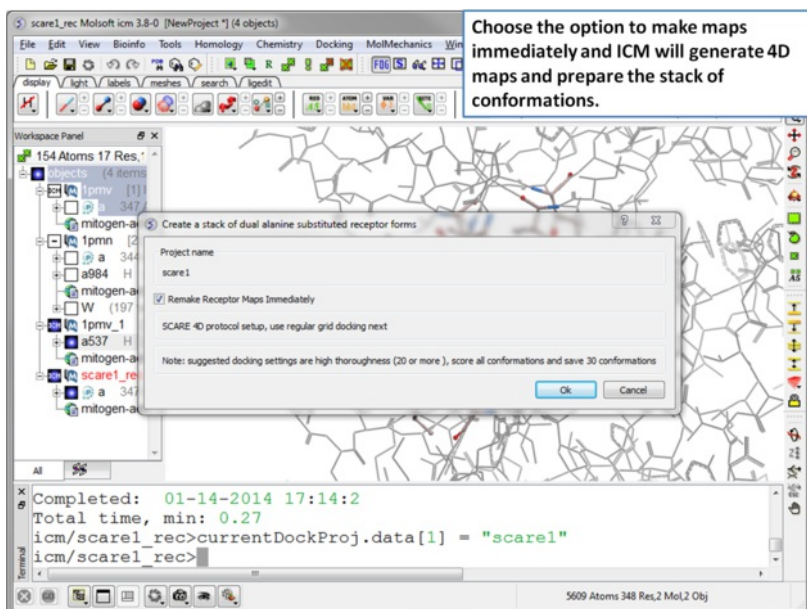 scare1_rec Molsoft icm 3.8-0 [NewProject *] (4 objects)
Choose the option to make maps
immediately and ICM will generate 4D
maps and prepare the stack of
conformations.
File Edit View Bioinfo Tools Homology Chemistry Docking MolMechanics Win
display light labels meshes search ligedit
Workspace Panel
154 Atoms 17 Res,1
objects (4 items
1pmv [1]
a 347
mitogen-a
1pmn [2
a 344
a984 H
mitogen-a
W (197
1pmv_1
a537 H
mitogen-a
scare1_re
a 347
mitogen-a
All
Create a stack of dual alanine substituted receptor forms
Project name
scare1
Remake Receptor Maps Immediately
SCARE 4D protocol setup, use regular grid docking next
Note: suggested docking settings are high thoroughness (20 or more ), score all conformations and save 30 conformations
Ok Cancel
Terminal
Completed: 01-14-2014 17:14:2
Total time, min: 0.27
icm/scare1_rec>currentDockProj.data[1] = "scare1"
icm/scare1_rec>
5609 Atoms 348 Res,2 Mol,2 Obj